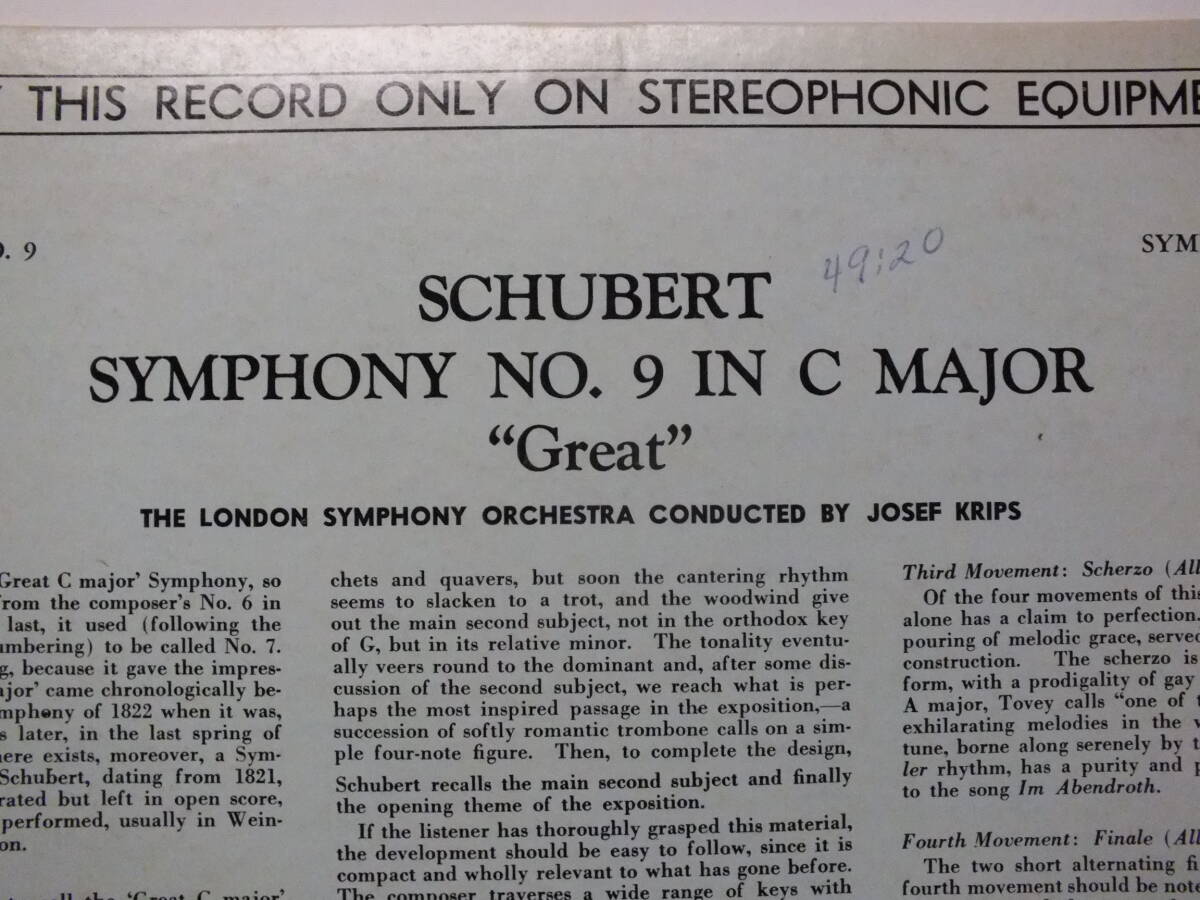 THIS RECORD ONLY ON STEREOPHONIC EQUIPME
. 9
SYM
49:20
SCHUBERT
SYMPHONY NO. 9 IN C MAJOR
“Great”
THE LONDON SYMPHONY ORCHESTRA CONDUCTED BY JOSEF KRIPS
Great C major’ Symphony, so
from the composer’s No. 6 in
last, it used (following the
umbering) to be called No. 7.
g, because it gave the impres-
ajor’ came chronologically be-
mphony of 1822 when it was,
s later, in the last spring of
here exists, moreover, a Sym-
Schubert, dating from 1821,
rated but left in open score,
performed, usually in Wein-
on.
‘Great C major’
chets and quavers, but soon the cantering rhythm
seems to slacken to a trot, and the woodwind give
out the main second subject, not in the orthodox key
of G, but in its relative minor. The tonality eventu-
ally veers round to the dominant and, after some dis-
cussion of the second subject, we reach what is per-
haps the most inspired passage in the exposition,—a
succession of softly romantic trombone calls on a sim-
ple four-note figure. Then, to complete the design,
Schubert recalls the main second subject and finally
the opening theme of the exposition.
If the listener has thoroughly grasped this material,
the development should be easy to follow, since it is
compact and wholly relevant to what has gone before.
The composer traverses a wide range of keys with
Third Movement: Scherzo (All
Of the four movements of this
alone has a claim to perfection.
pouring of melodic grace, served
construction. The scherzo is
form, with a prodigality of gay
A major, Tovey calls “one of t
exhilarating melodies in the w
tune, borne along serenely by t
ler rhythm, has a purity and p
to the song Im Abendroth.
Fourth Movement: Finale (All
The two short alternating fi
fourth movement should be note